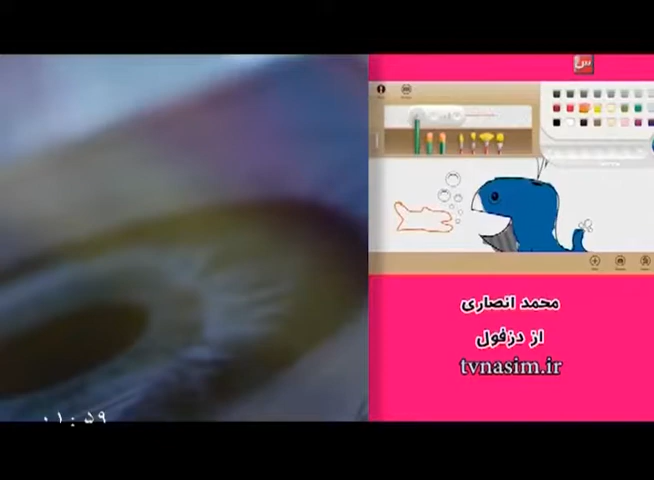 س
محمد انصاری
از دزفول
tvnasim.ir
۰۱:۵۹